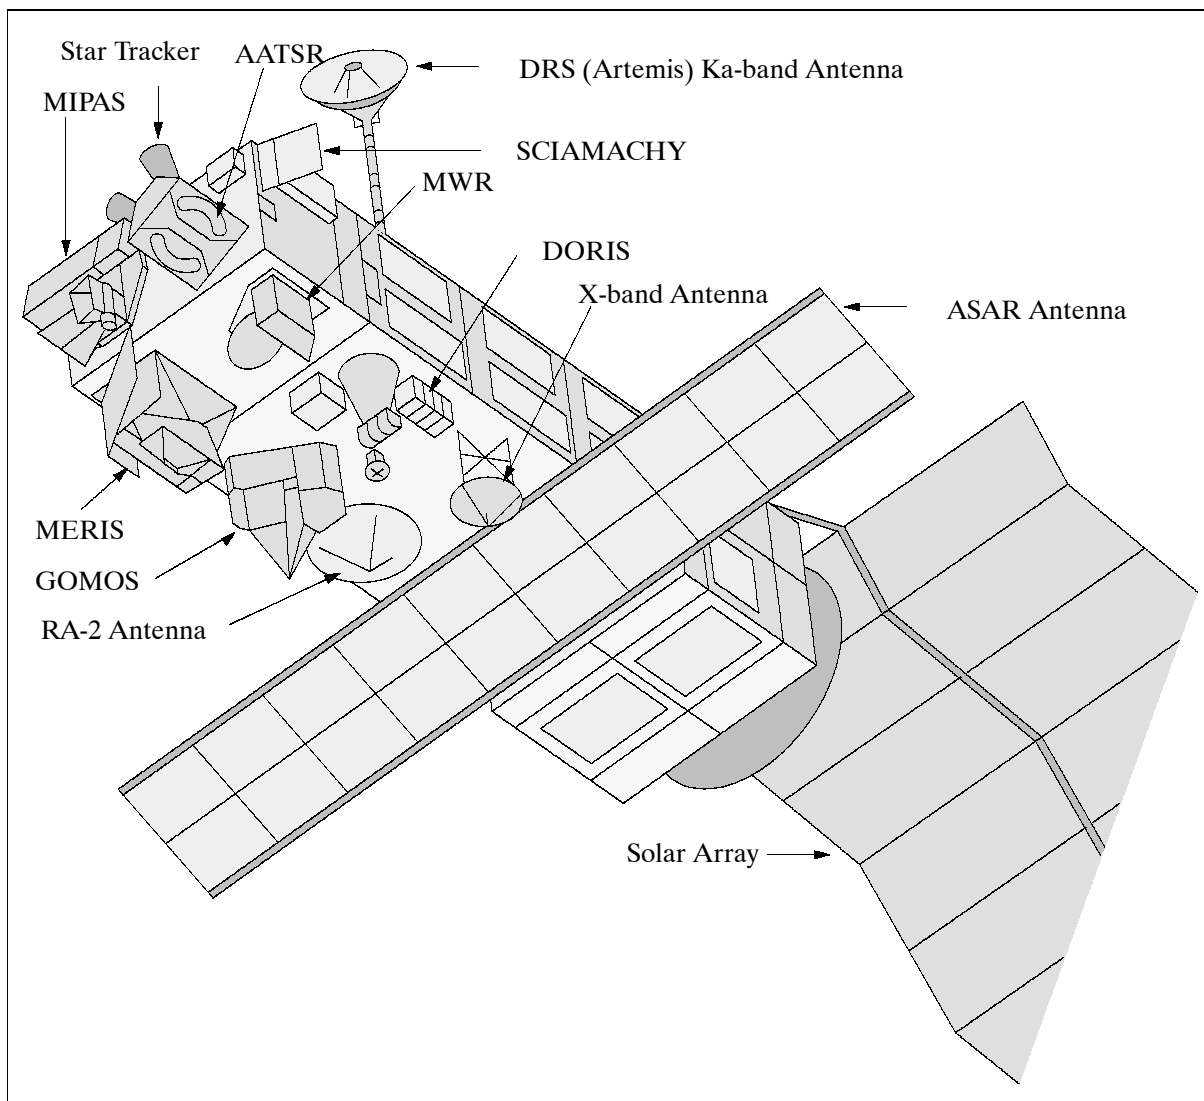 Star Tracker
AATSR
DRS (Artemis) Ka-band Antenna
MIPAS
SCIAMACHY
MWR
DORIS
X-band Antenna
ASAR Antenna
MERIS
GOMOS
RA-2 Antenna
Solar Array